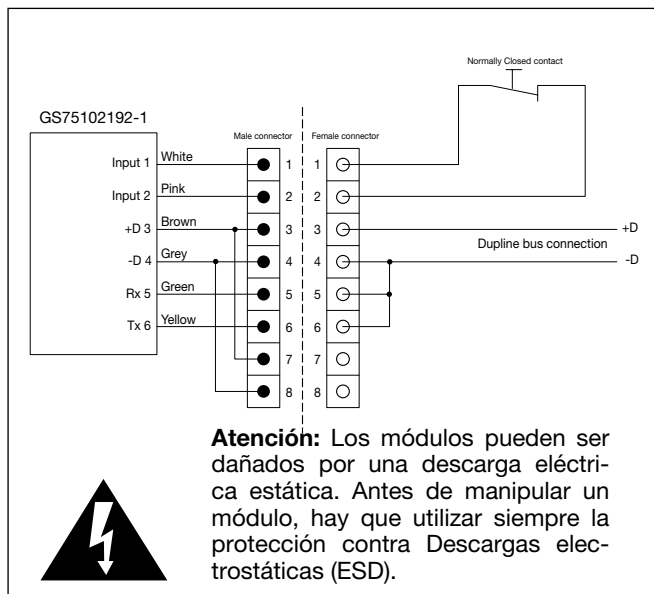 Normally Closed contact
GS75102192-1
Male connector
Female connector
Input 1 White 1 1
Input 2 Pink 2 2
+D 3 Brown 3 3 +D
Dupline bus connection
-D 4 Grey 4 4 -D
Rx 5 Green 5 5
Tx 6 Yellow 6 6
7 7
8 8
Atención: Los módulos pueden ser
dañados por una descarga eléctri-
ca estática. Antes de manipular un
módulo, hay que utilizar siempre la
protección contra Descargas elec-
trostáticas (ESD).